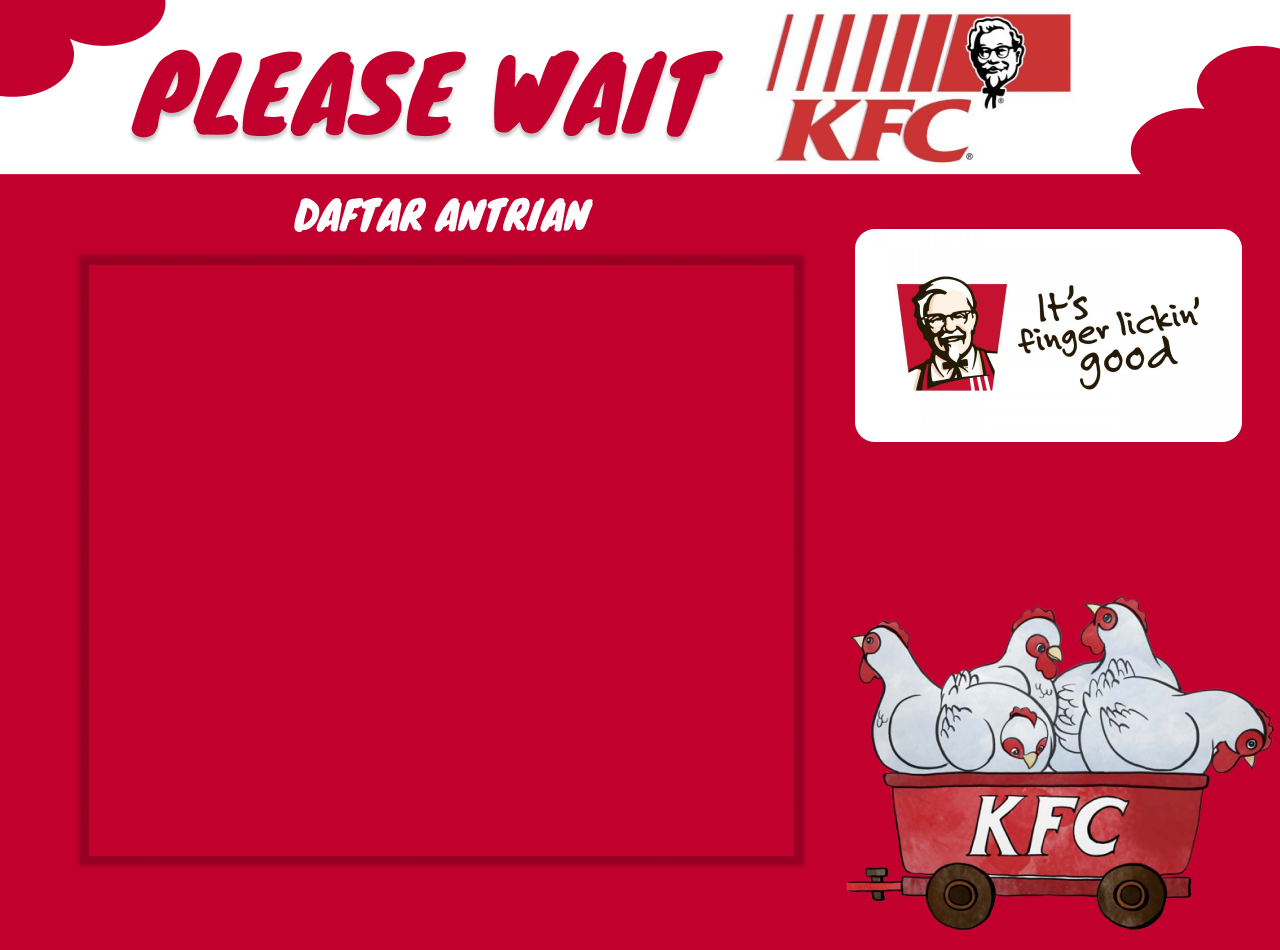 PLEASE WAIT
KFC®
DAFTAR ANTRIAN
It's
finger lickin'
good
KFC